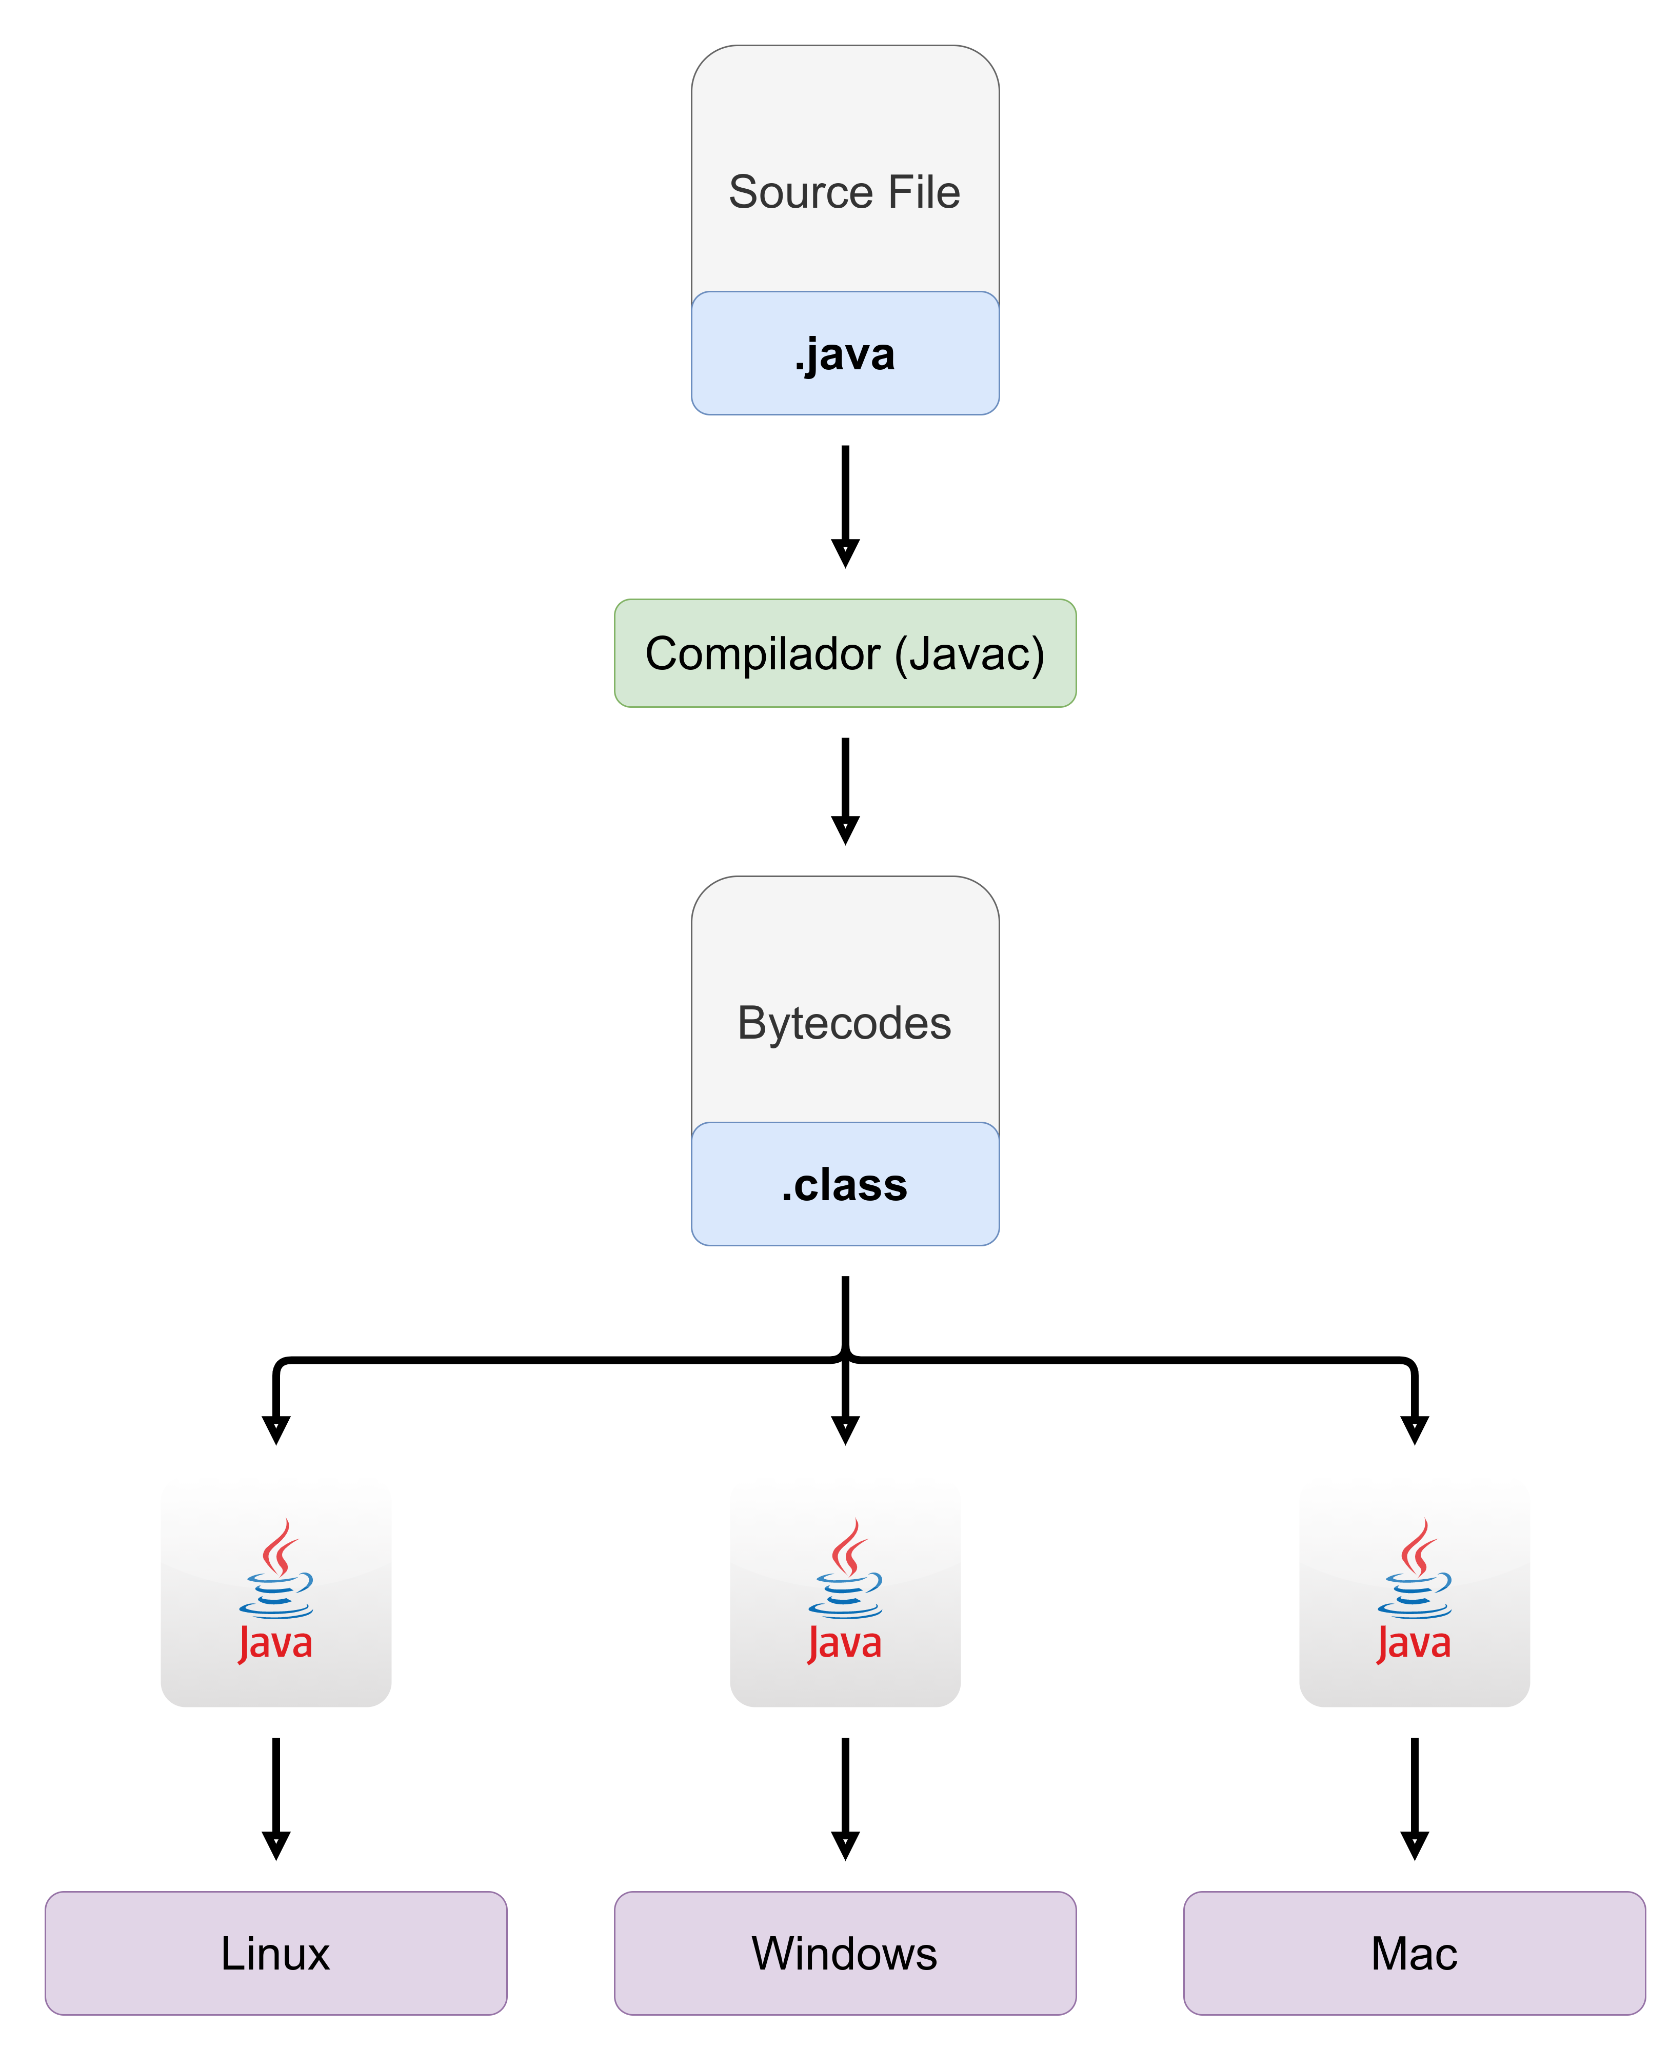 Source File
.java
Compilador (Javac)
Bytecodes
.class
Java
Java
Java
Linux
Windows
Mac